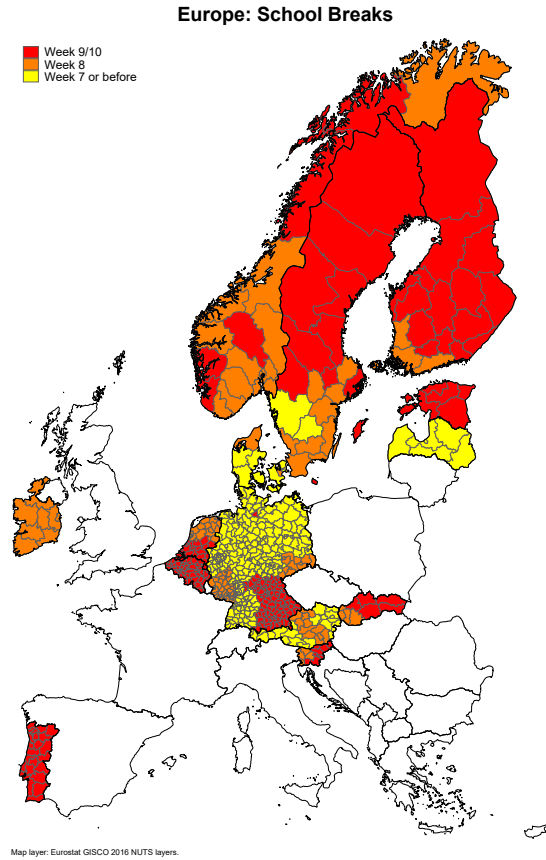 Europe: School Breaks
Week 9/10
Week 8
Week 7 or before
Map layer: Eurostat GISCO 2016 NUTS layers.